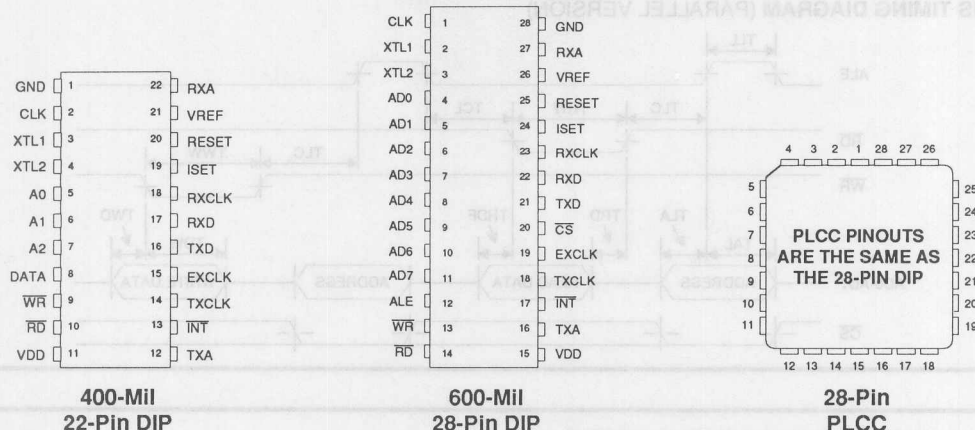 GND 1 22 RXA
CLK 2 21 VREF
XTL1 3 20 RESET
XTL2 4 19 ISET
A0 5 18 RXCLK
A1 6 17 RXD
A2 7 16 TXD
DATA 8 15 EXCLK
WR 9 14 TXCLK
RD 10 13 INT
VDD 11 12 TXA
400-Mil
22-Pin DIP
CLK 1 28 GND
XTL1 2 27 RXA
XTL2 3 26 VREF
AD0 4 25 RESET
AD1 5 24 ISET
AD2 6 23 RXCLK
AD3 7 22 RXD
AD4 8 21 TXD
AD5 9 20 CS
AD6 10 19 EXCLK
AD7 11 18 TXCLK
ALE 12 17 INT
WR 13 16 TXA
RD 14 15 VDD
600-Mil
28-Pin DIP
4 3 2 1 28 27 26
5 25
6 24
7 23
8 22
9 21
10 20
11 19
PLCC PINOUTS
ARE THE SAME AS
THE 28-PIN DIP
12 13 14 15 16 17 18
28-Pin
PLCC